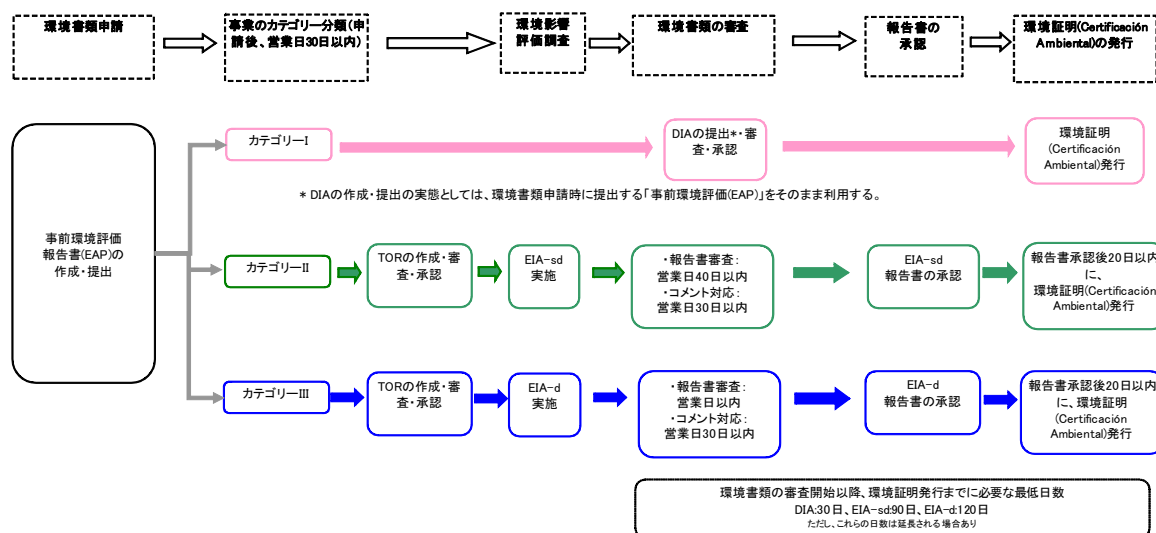 環境書類申請
事業のカテゴリー分類(申
請後、営業日30日以内)
環境影響
評価調査
環境書類の審査
報告書の
承認
環境証明(Certificación
Ambiental)の発行
事前環境評価
報告書(EAP)の
作成・提出
カテゴリーI
DIAの提出*・審
査・承認
環境証明
(Certificación
Ambiental)発行
* DIAの作成・提出の実態としては、環境書類申請時に提出する「事前環境評価(EAP)」をそのまま利用する。
カテゴリーII
TORの作成・審
査・承認
EIA-sd
実施
・報告書審査:
営業日40日以内
・コメント対応:
営業日30日以内
EIA-sd
報告書の承認
報告書承認後20日以内
に、
環境証明(Certificación
Ambiental)発行
カテゴリーIII
TORの作成・審
査・承認
EIA-d
実施
・報告書審査:
営業日以内
・コメント対応:
営業日30日以内
EIA-d
報告書の承認
報告書承認後20日以内
に、環境証明
(Certificación
Ambiental)発行
環境書類の審査開始以降、環境証明発行までに必要な最低日数
DIA:30日、EIA-sd:90日、EIA-d:120日
ただし、これらの日数は延長される場合あり